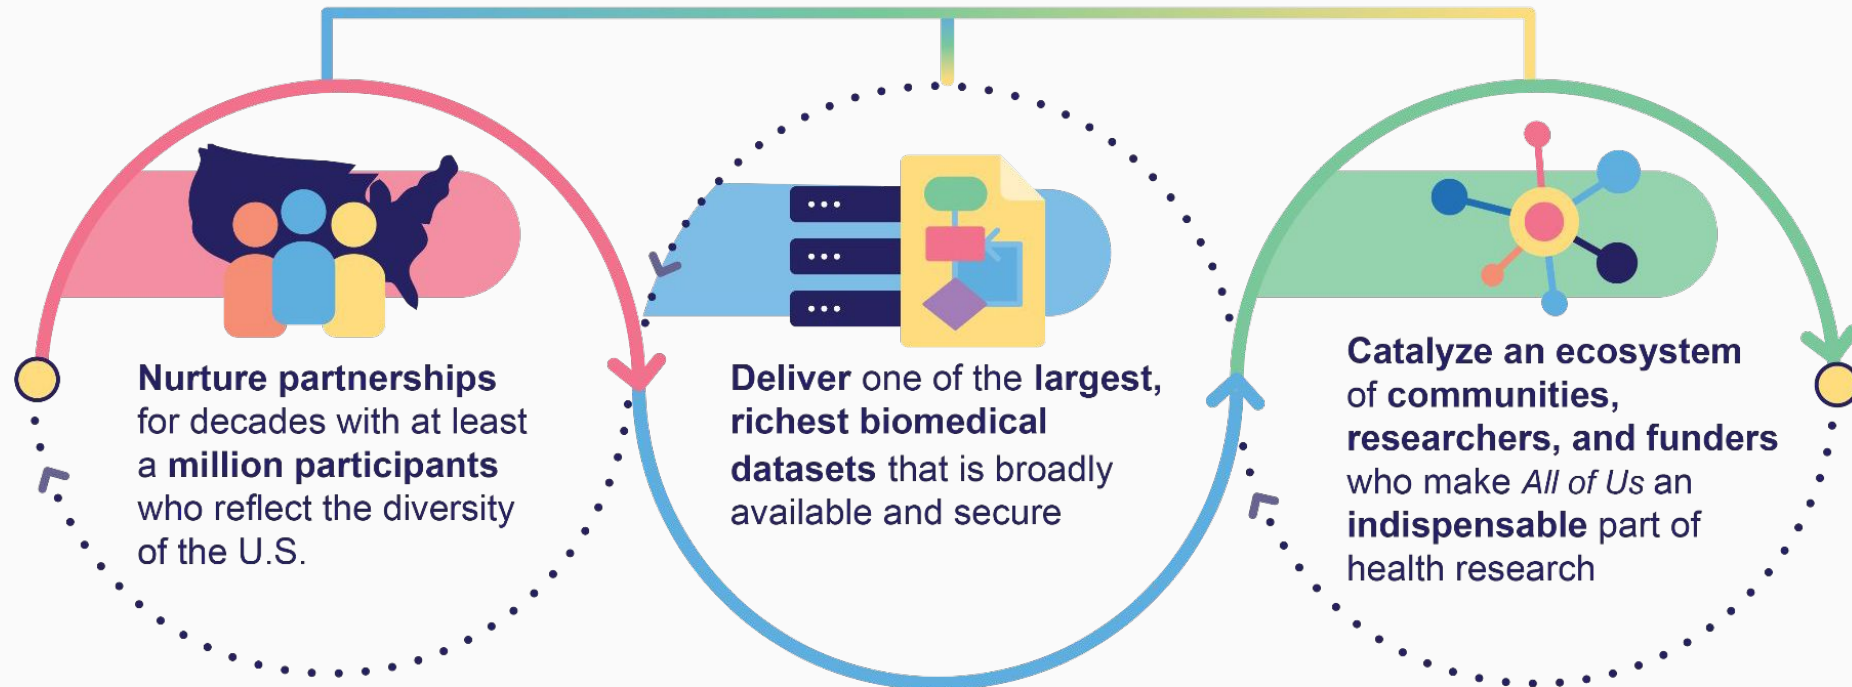 Nurture partnerships
for decades with at least
a million participants
who reflect the diversity
of the U.S.
Deliver one of the largest,
richest biomedical
datasets that is broadly
available and secure
Catalyze an ecosystem
of communities,
researchers, and funders
who make All of Us an
indispensable part of
health research